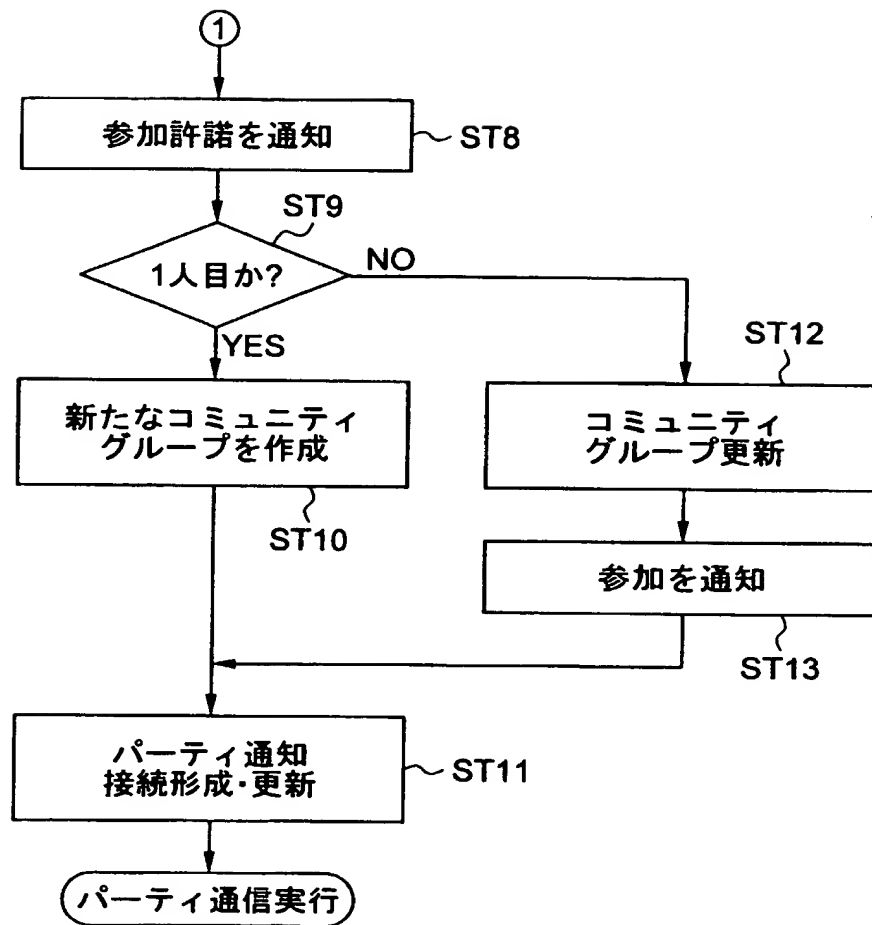 1
参加許諾を通知
ST8
ST9
1人目か?
NO
YES
新たなコミュニティ
グループを作成
ST10
ST12
コミュニティ
グループ更新
参加を通知
ST13
パーティ通知
接続形成・更新
ST11
パーティ通信実行